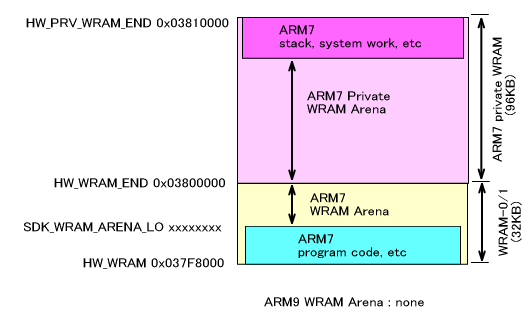 HW_PRV_WRAM_END 0x03810000
ARM7
stack, system work, etc
ARM7 Private
WRAM Arena
ARM7 private WRAM
(96KB)
HW_WRAM_END 0x03800000
ARM7
WRAM Arena
WRAM-0/1
(32KB)
SDK_WRAM_ARENA_LO xxxxxxxx
ARM7
program code, etc
HW_WRAM 0x037F8000
ARM9 WRAM Arena : none